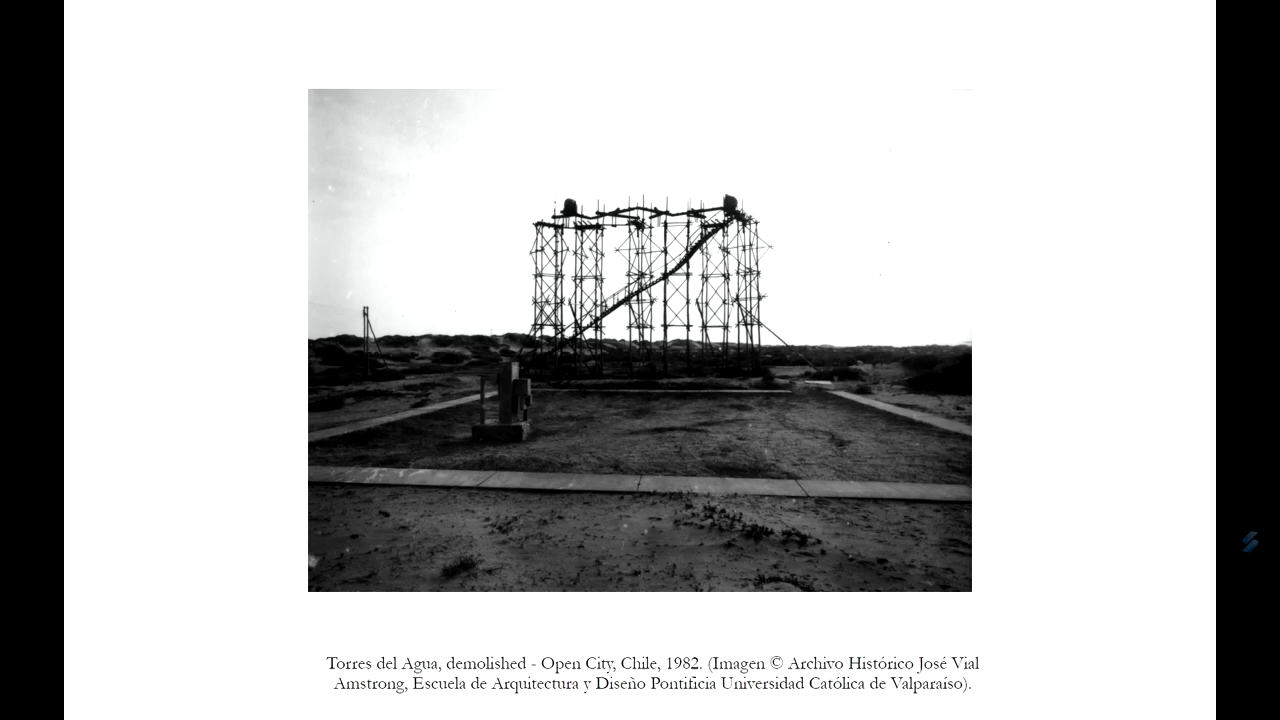 Torres del Agua, demolished - Open City, Chile, 1982. (Imagen © Archivo Histórico José Vial
Amstrong, Escuela de Arquitectura y Diseño Pontificia Universidad Católica de Valparaíso).